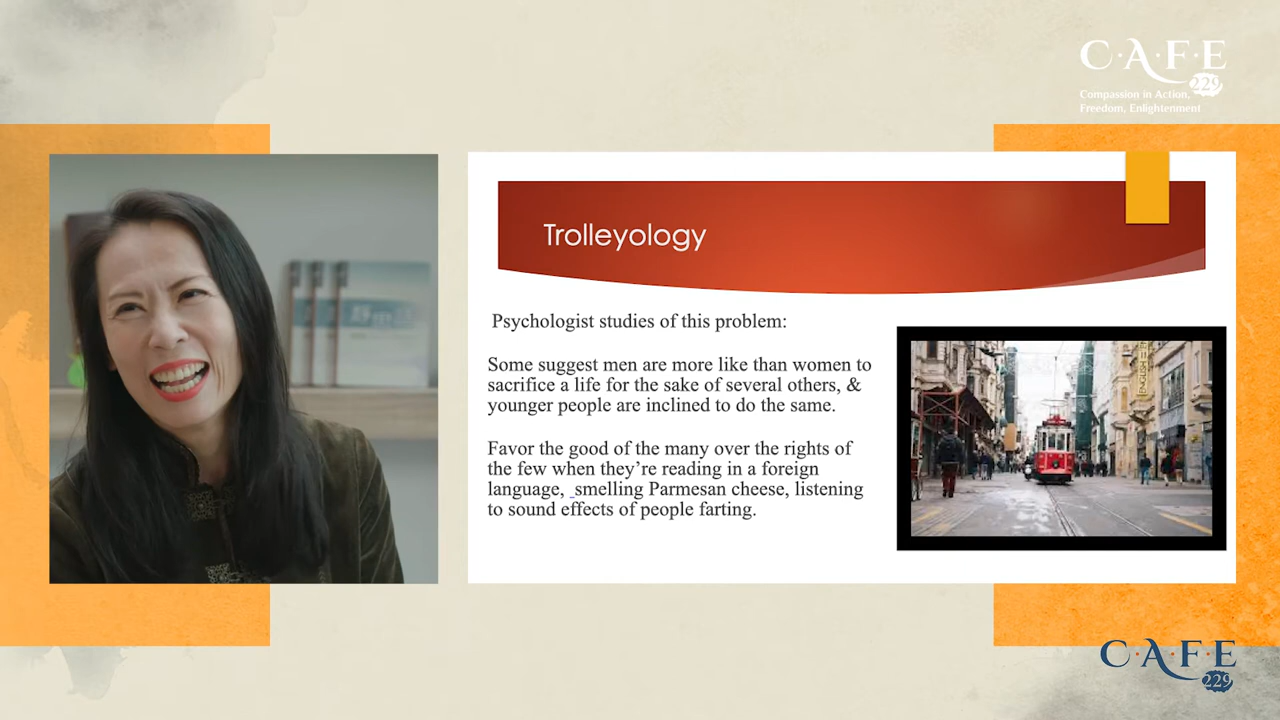 C·A·F·E
229
Compassion in Action,
Freedom, Enlightenment
Trolleyology
Psychologist studies of this problem:
Some suggest men are more like than women to
sacrifice a life for the sake of several others, &
younger people are inclined to do the same.
Favor the good of the many over the rights of
the few when they’re reading in a foreign
language, _smelling Parmesan cheese, listening
to sound effects of people farting.
C·A·F·E
229